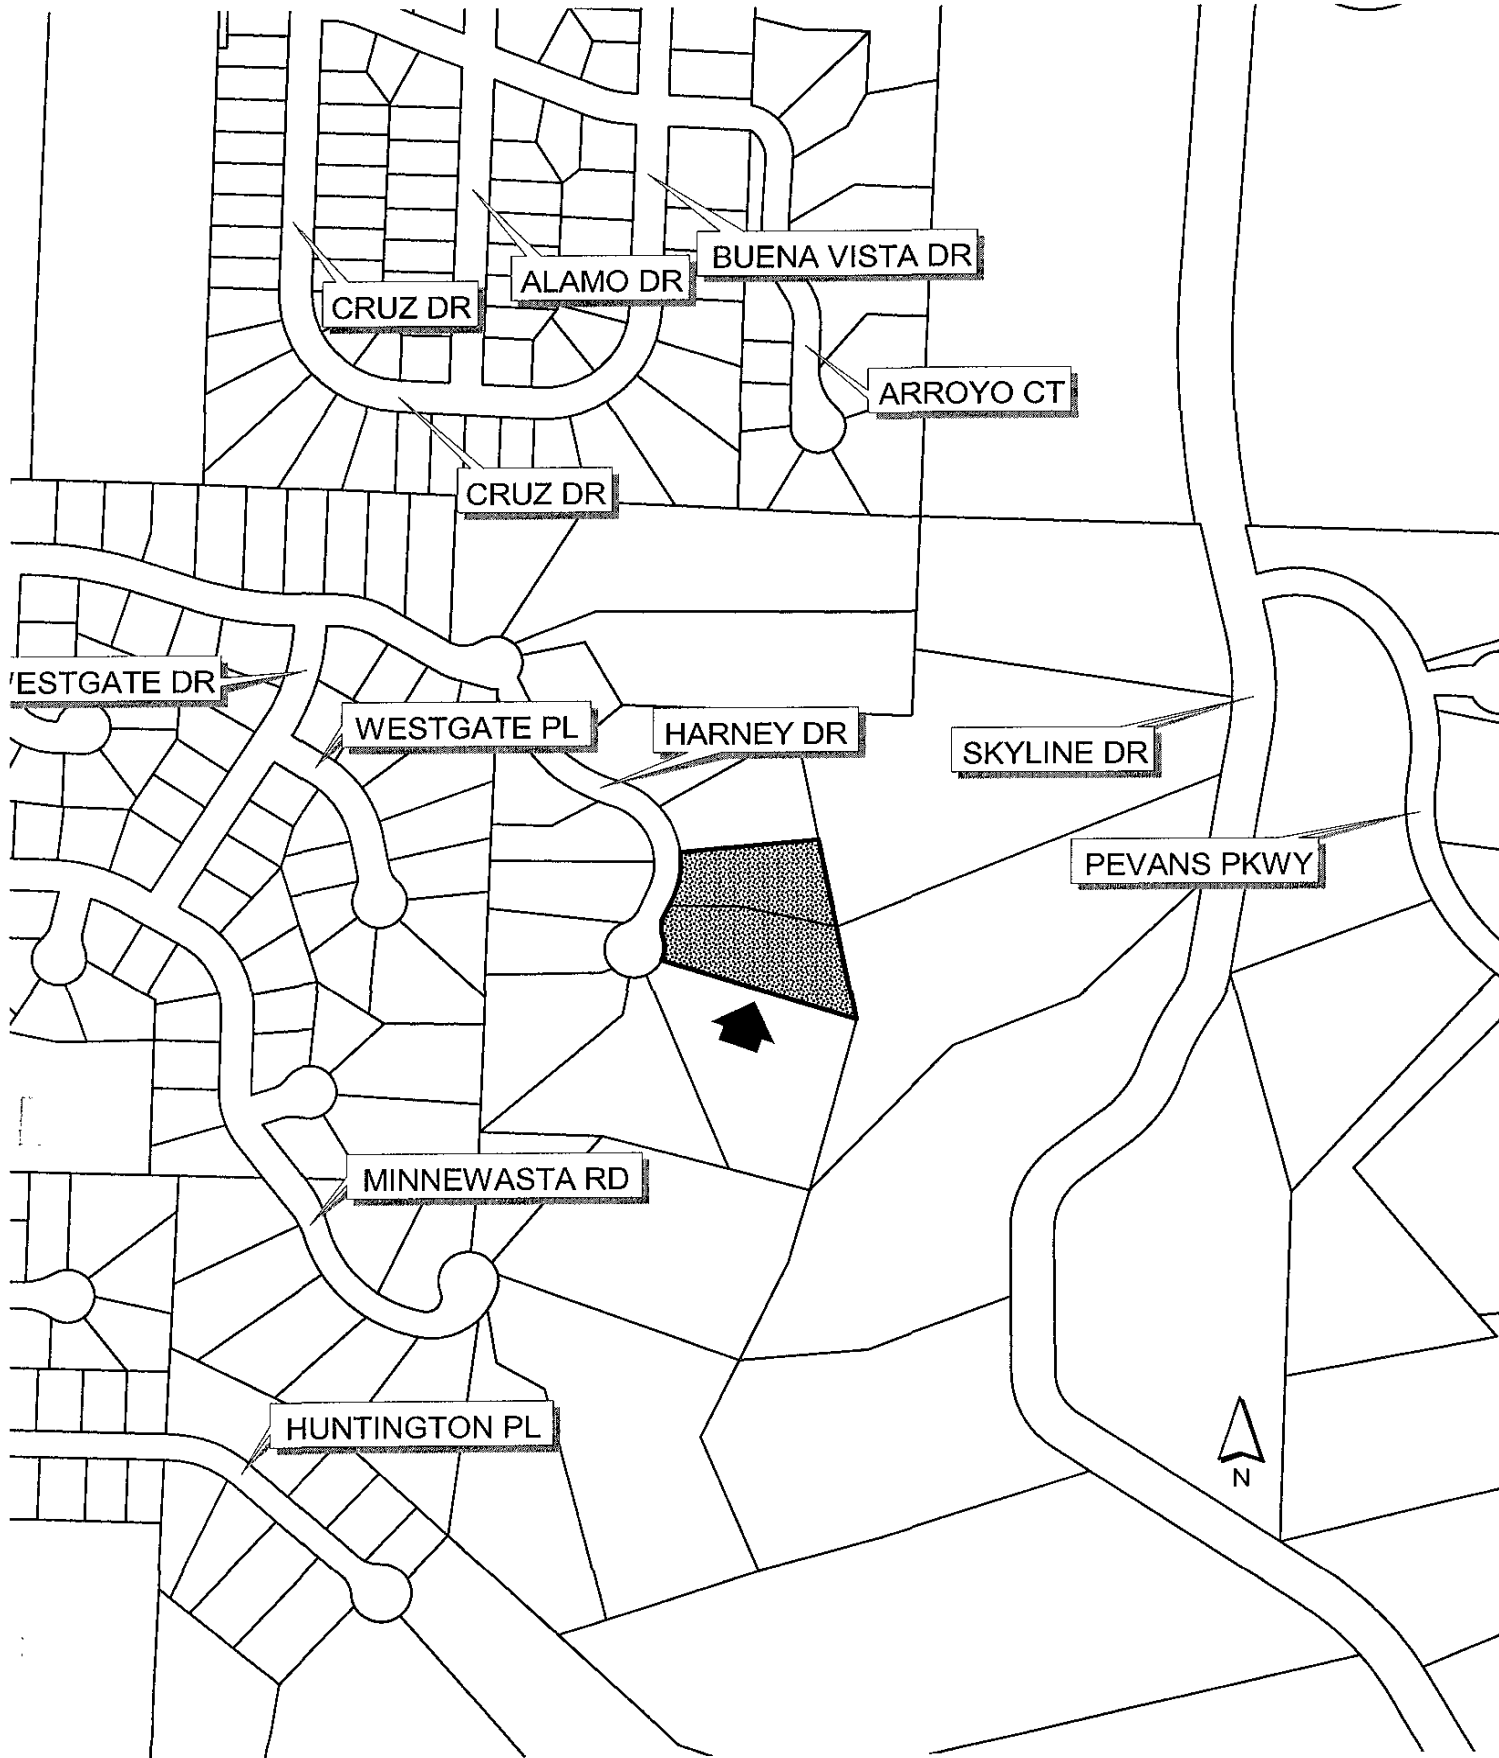 BUENA VISTA DR
ALAMO DR
CRUZ DR
ARROYO CT
CRUZ DR
ESTGATE DR
WESTGATE PL
HARNEY DR
SKYLINE DR
PEVANS PKWY
MINNEWASTA RD
HUNTINGTON PL
N